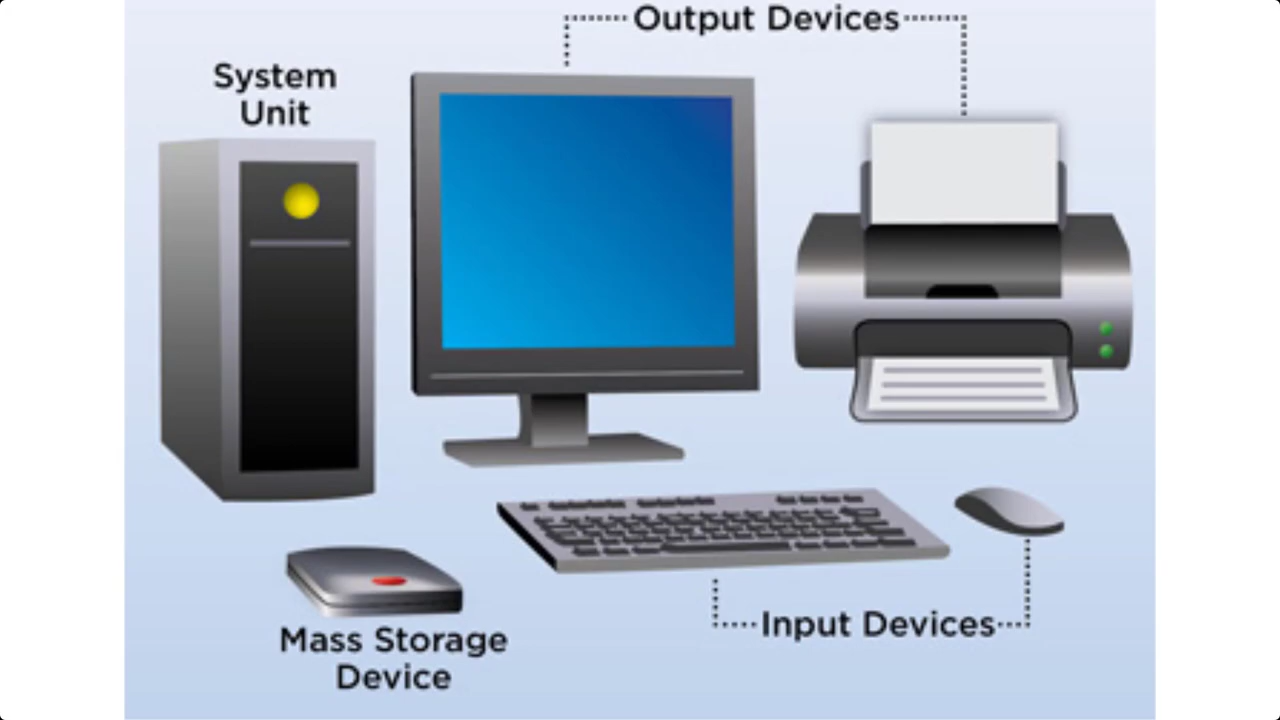 Output Devices
System
Unit
Input Devices
Mass Storage
Device